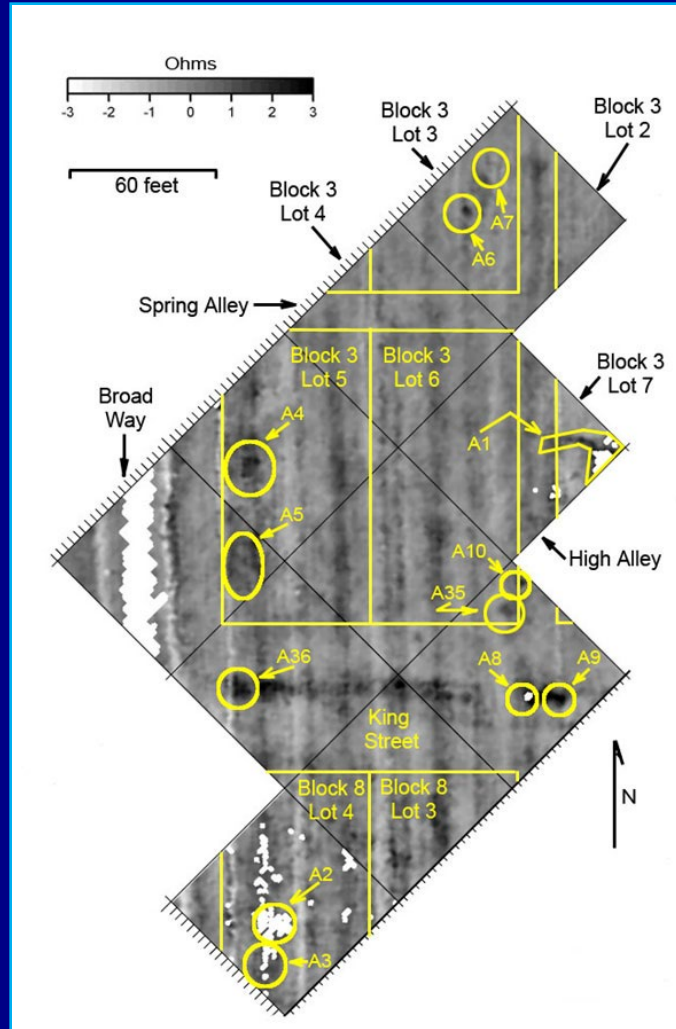 Ohms
-3 -2 -1 0 1 2 3
60 feet
Block 3
Lot 3
Block 3
Lot 2
Block 3
Lot 4
A7
A6
Spring Alley
Block 3
Lot 5
Block 3
Lot 6
Block 3
Lot 7
Broad
Way
A4
A1
A5
A10
High Alley
A35
A36
A8
A9
King
Street
N
Block 8
Lot 4
Block 8
Lot 3
A2
A3